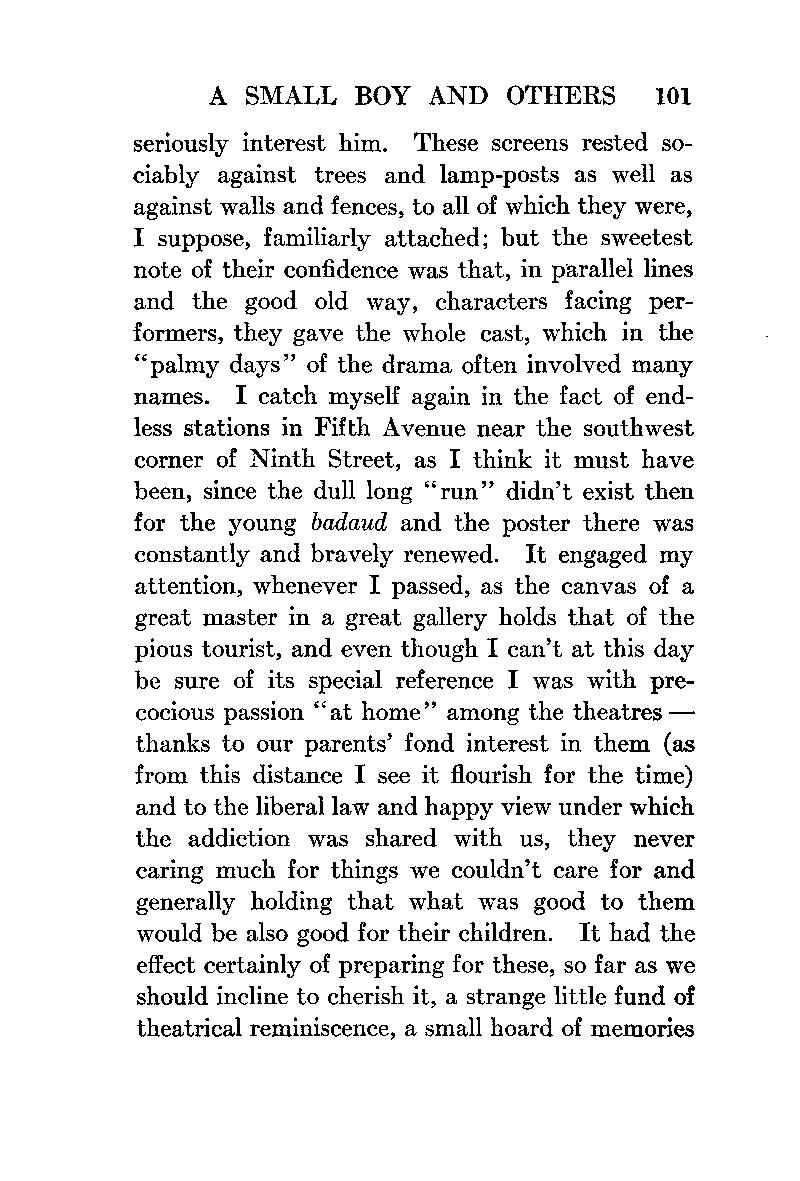 A SMALL BOY AND OTHERS 101
seriously interest him. These screens rested so-
ciably against trees and lamp-posts as well as
against walls and fences, to all of which they were,
I suppose, familiarly attached; but the sweetest
note of their confidence was that, in parallel lines
and the good old way, characters facing per-
formers, they gave the whole cast, which in the
“palmy days” of the drama often involved many
names. I catch myself again in the fact of end-
less stations in Fifth Avenue near the southwest
corner of Ninth Street, as I think it must have
been, since the dull long “run” didn’t exist then
for the young badaud and the poster there was
constantly and bravely renewed. It engaged my
attention, whenever I passed, as the canvas of a
great master in a great gallery holds that of the
pious tourist, and even though I can’t at this day
be sure of its special reference I was with pre-
cocious passion “at home” among the theatres —
thanks to our parents’ fond interest in them (as
from this distance I see it flourish for the time)
and to the liberal law and happy view under which
the addiction was shared with us, they never
caring much for things we couldn’t care for and
generally holding that what was good to them
would be also good for their children. It had the
effect certainly of preparing for these, so far as we
should incline to cherish it, a strange little fund of
theatrical reminiscence, a small hoard of memories